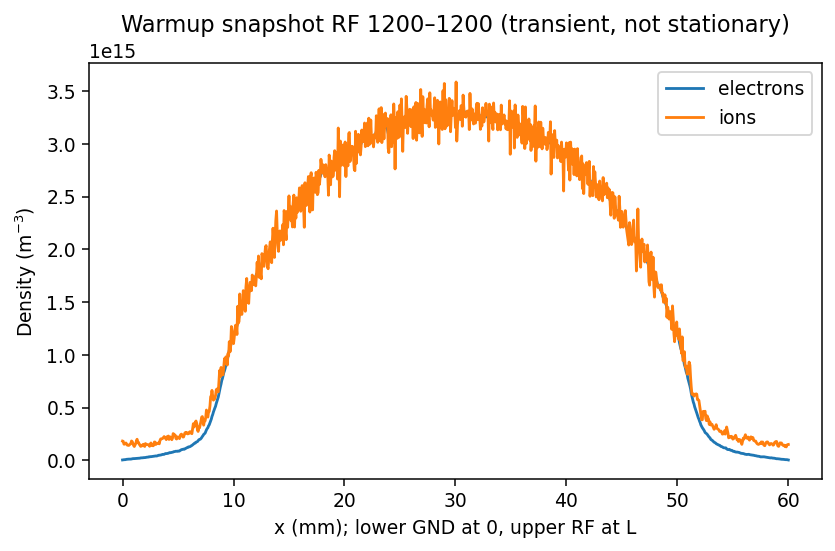 Warmup snapshot RF 1200–1200 (transient, not stationary)
1e15
electrons
ions
3.5
3.0
2.5
2.0
1.5
1.0
0.5
0.0
Density (m⁻³)
0 10 20 30 40 50 60
x (mm); lower GND at 0, upper RF at L